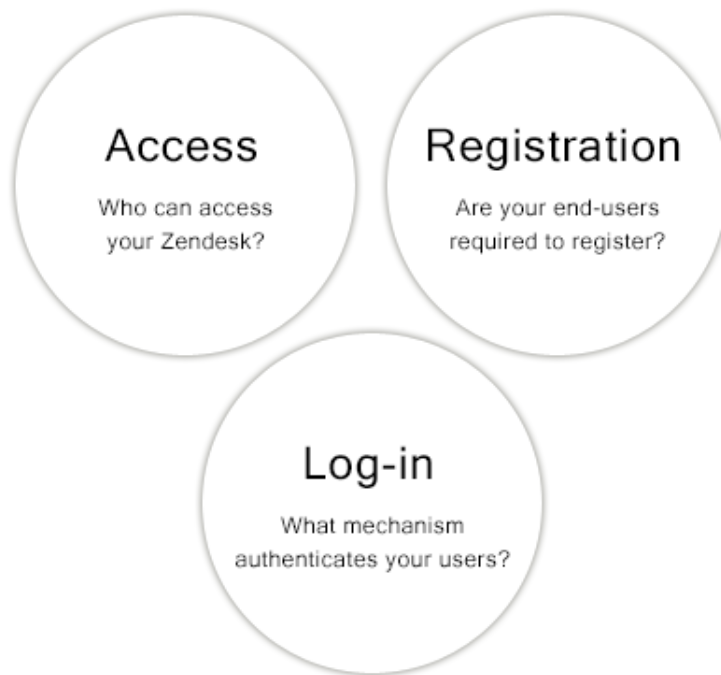 Access
Who can access
your Zendesk?
Registration
Are your end-users
required to register?
Log-in
What mechanism
authenticates your users?